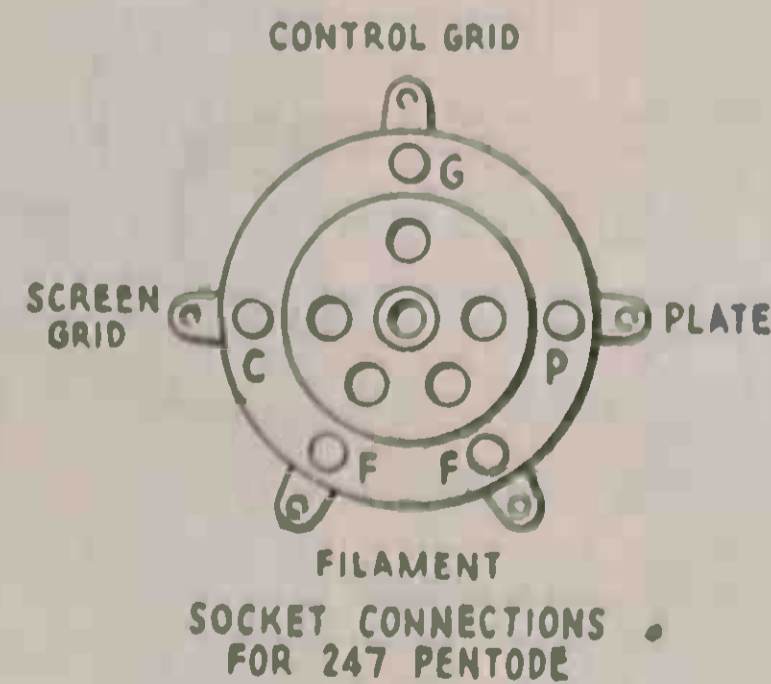 CONTROL GRID
G
SCREEN
GRID
PLATE
C
P
F
F
FILAMENT
SOCKET CONNECTIONS
FOR 247 PENTODE